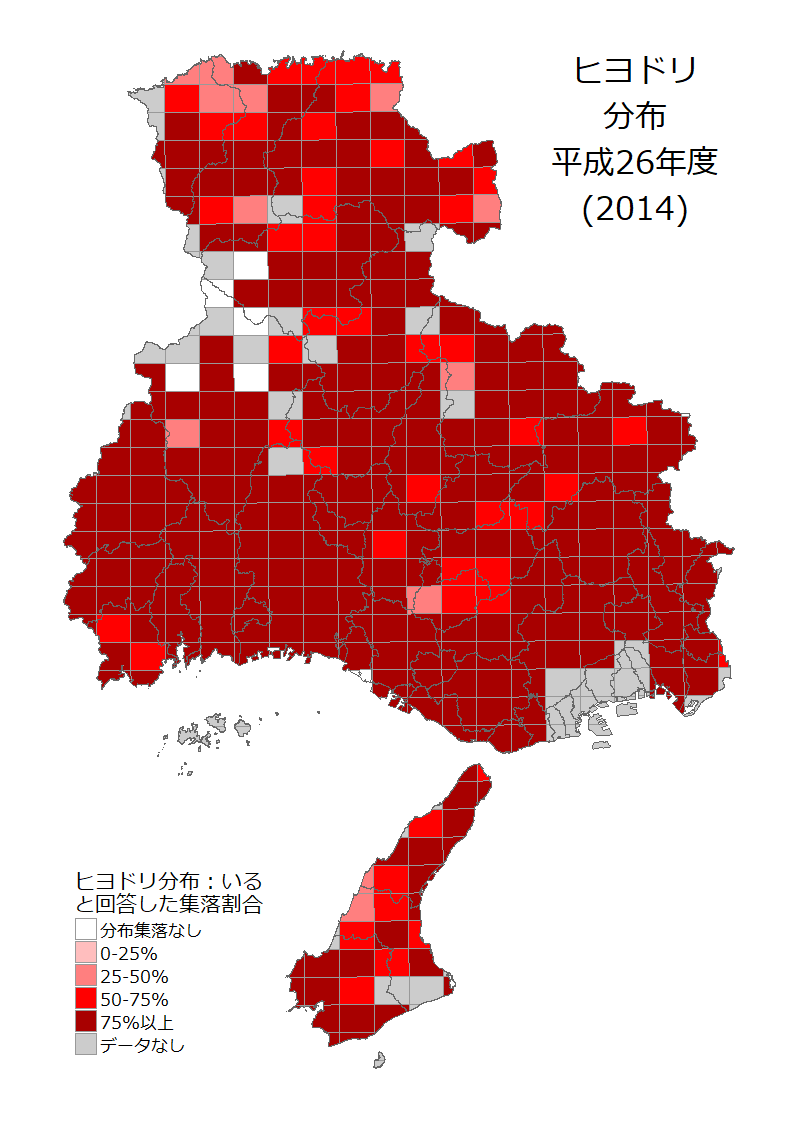 ヒヨドリ
分布
平成26年度
(2014)
ヒヨドリ分布：いる
と回答した集落割合
分布集落なし
0-25%
25-50%
50-75%
75%以上
データなし